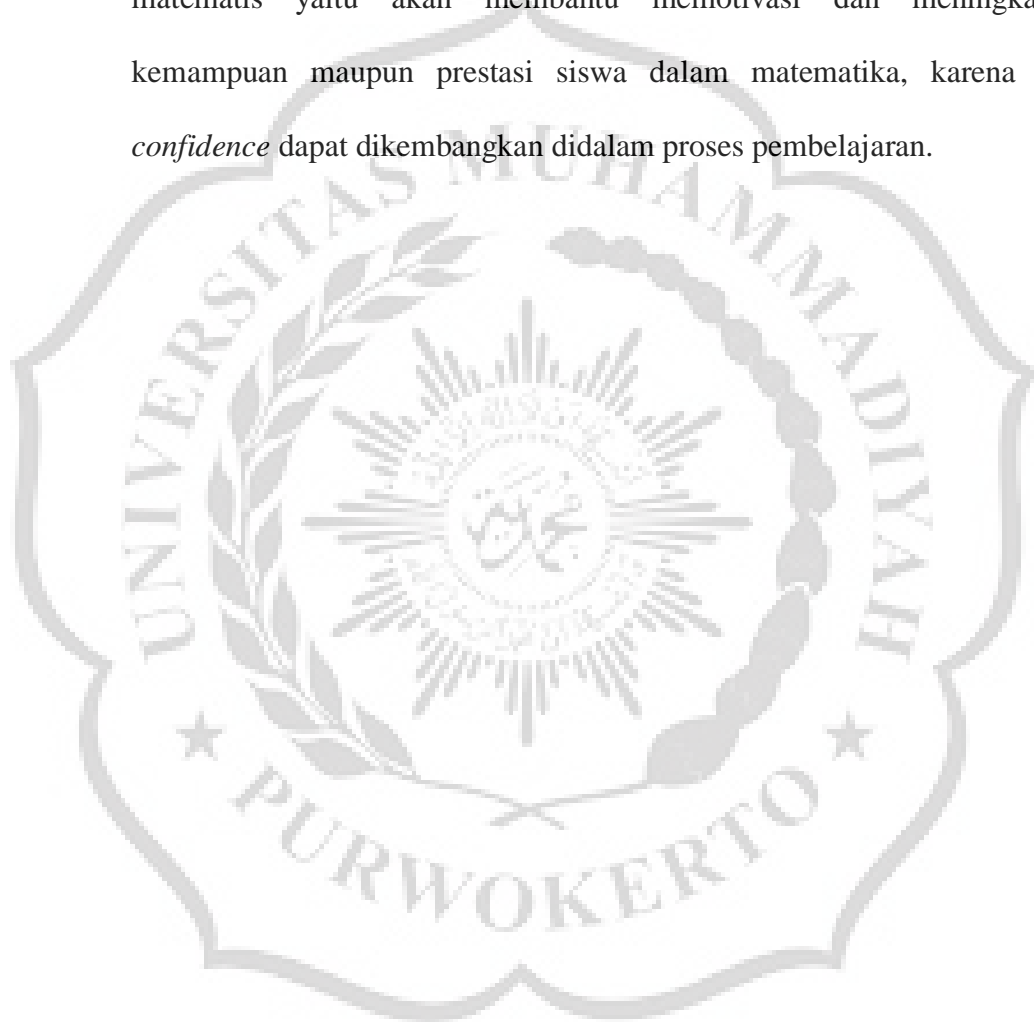 matematis yaitu akan membantu memotivasi dan meningka
kemampuan maupun prestasi siswa dalam matematika, karena
confidence dapat dikembangkan didalam proses pembelajaran.
UNIVERSITAS MUHAMMADIYAH
PURWOKERTO